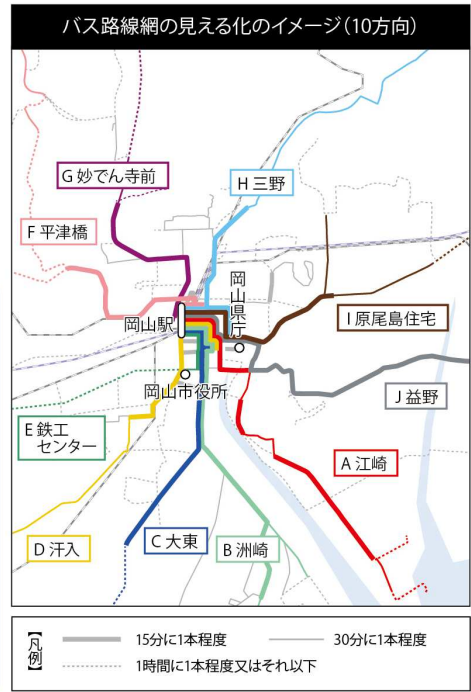 バス路線網の見える化のイメージ（10方向）
G 妙でん寺前
H 三野
F 平津橋
岡山駅
岡山県庁
I 原尾島住宅
岡山市役所
J 益野
E 鉄工
センター
A 江崎
D 汗入
C 大東
B 洲崎
【凡例】
15分に1本程度
30分に1本程度
1時間に1本程度又はそれ以下